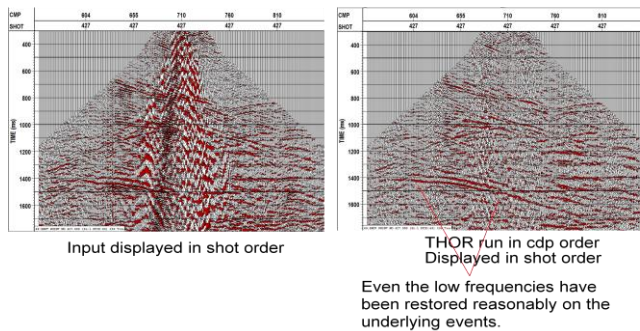 CMP 604 655 710 760 810
SHOT 427 427 427 427 427
TIME (ms)
400
600
800
1000
1200
1400
1600
1800
Input displayed in shot order
CMP 604 655 710 760 810
SHOT 427 427 427 427 427
TIME (ms)
400
600
800
1000
1200
1400
1600
1800
THOR run in cdp order
Displayed in shot order
Even the low frequencies have
been restored reasonably on the
underlying events.